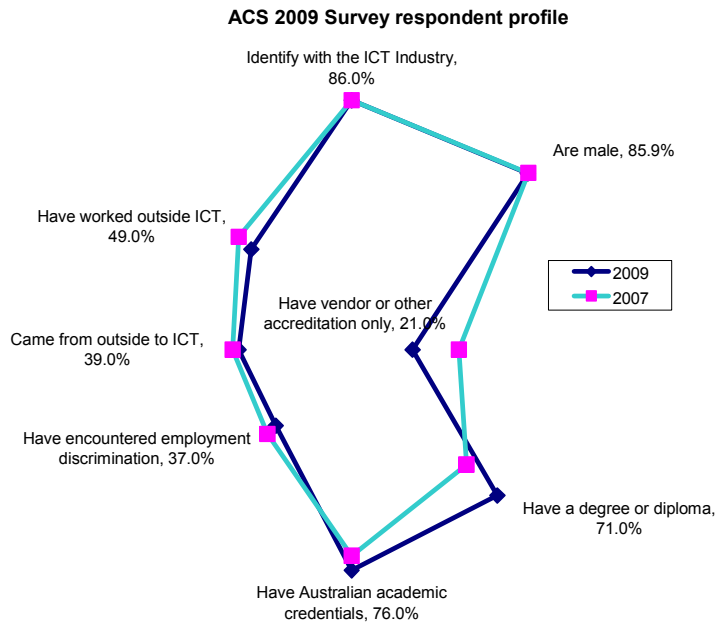 ACS 2009 Survey respondent profile
Identify with the ICT Industry,
86.0%
Are male, 85.9%
Have worked outside ICT,
49.0%
2009
2007
Have vendor or other
accreditation only, 21.0%
Came from outside to ICT,
39.0%
Have encountered employment
discrimination, 37.0%
Have a degree or diploma,
71.0%
Have Australian academic
credentials, 76.0%